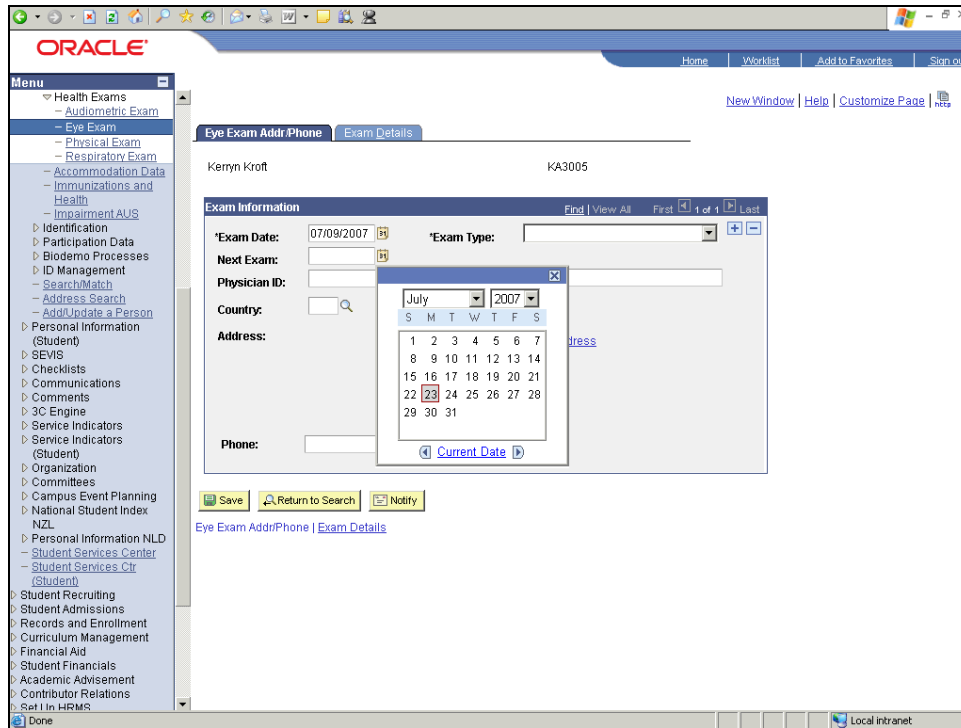 ORACLE®
Home | Worklist | Add to Favorites | Sign ou
Menu
Health Exams
– Audiometric Exam
– Eye Exam
– Physical Exam
– Respiratory Exam
– Accommodation Data
– Immunizations and
Health
– Impairment AUS
Identification
Participation Data
Biodemo Processes
ID Management
– Search/Match
– Address Search
– Add/Update a Person
Personal Information
(Student)
SEVIS
Checklists
Communications
Comments
3C Engine
Service Indicators
Service Indicators
(Student)
Organization
Committees
Campus Event Planning
National Student Index
NZL
Personal Information NLD
– Student Services Center
– Student Services Ctr
(Student)
Student Recruiting
Student Admissions
Records and Enrollment
Curriculum Management
Financial Aid
Student Financials
Academic Advisement
Contributor Relations
Set Up HRMS
New Window | Help | Customize Page | http
Eye Exam Addr/Phone Exam Details
Kerryn Kroft KA3005
Exam Information Find | View All First 1 of 1 Last
*Exam Date: 07/09/2007 *Exam Type:
Next Exam:
Physician ID:
Country:
Address: dress
July 2007
S M T W T F S
1 2 3 4 5 6 7
8 9 10 11 12 13 14
15 16 17 18 19 20 21
22 23 24 25 26 27 28
29 30 31
Current Date
Phone:
Save Return to Search Notify
Eye Exam Addr/Phone | Exam Details
Done Local intranet